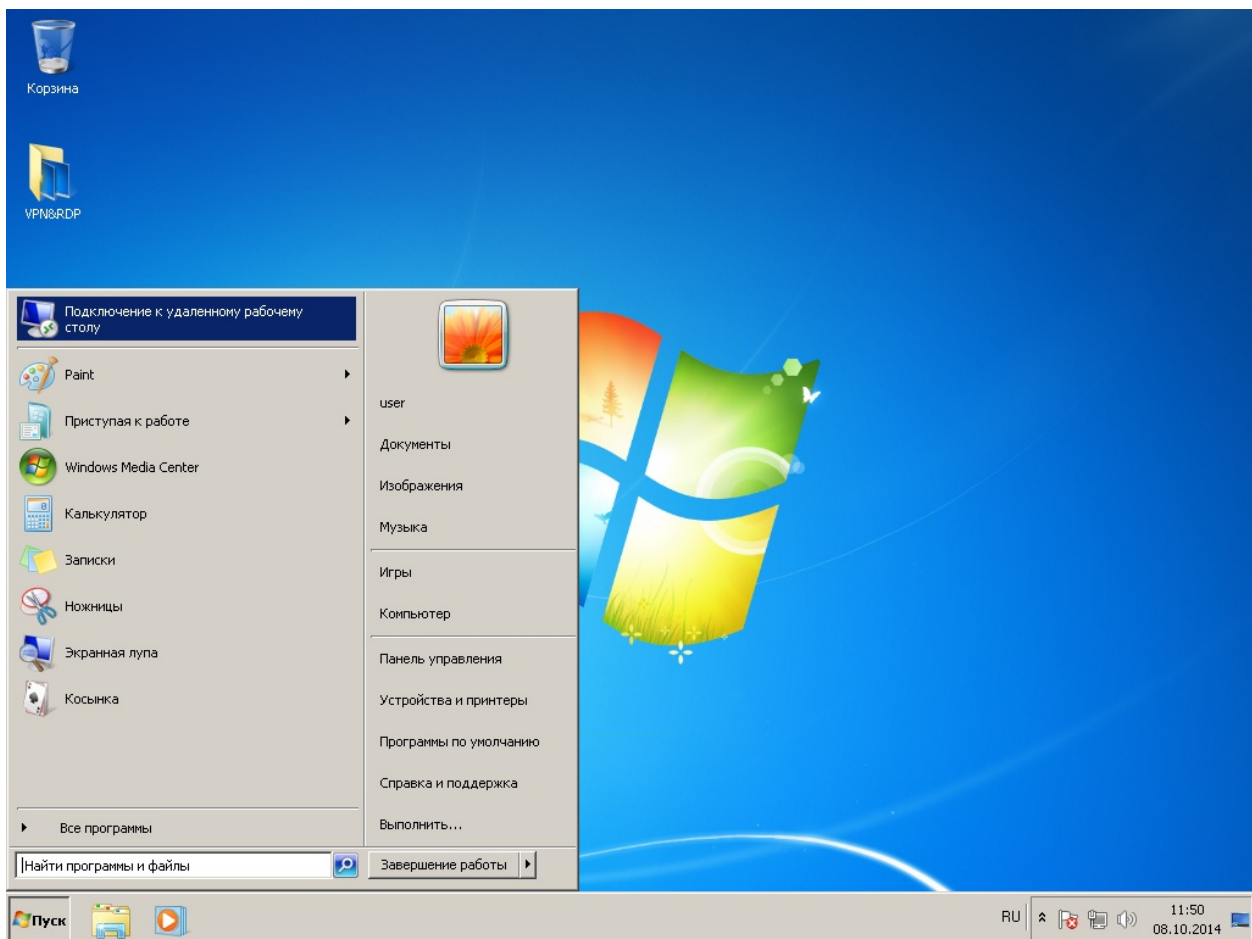 Корзина
VPN&RDP
Подключение к удаленному рабочему
столу
Paint
Приступая к работе
Windows Media Center
Калькулятор
Записки
Ножницы
Экранная лупа
Косынка
Все программы
Найти программы и файлы
user
Документы
Изображения
Музыка
Игры
Компьютер
Панель управления
Устройства и принтеры
Программы по умолчанию
Справка и поддержка
Выполнить...
Завершение работы
Пуск
RU
11:50
08.10.2014